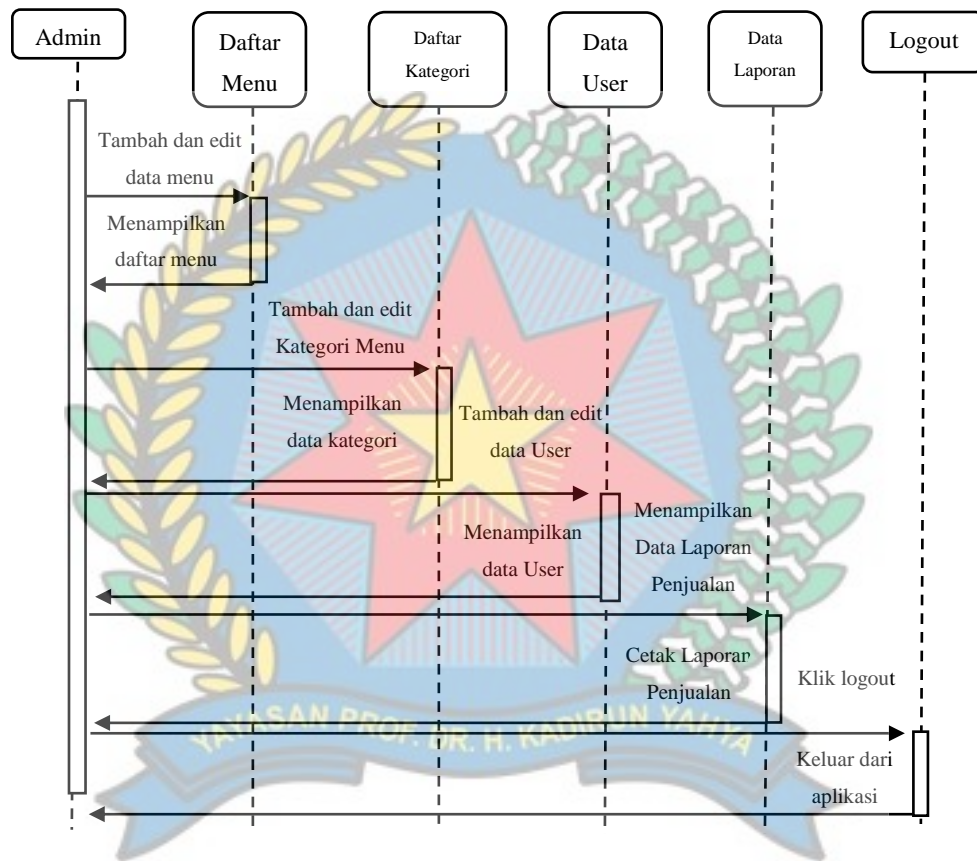 Admin
Daftar
Menu
Daftar
Kategori
Data
User
Data
Laporan
Logout
Tambah dan edit
data menu
Menampilkan
daftar menu
Tambah dan edit
Kategori Menu
Menampilkan
data kategori
Tambah dan edit
data User
Menampilkan
data User
Menampilkan
Data Laporan
Penjualan
Cetak Laporan
Penjualan
Klik logout
Keluar dari
aplikasi
YAYASAN PROF. DR. H. KADIRUN YAHYA